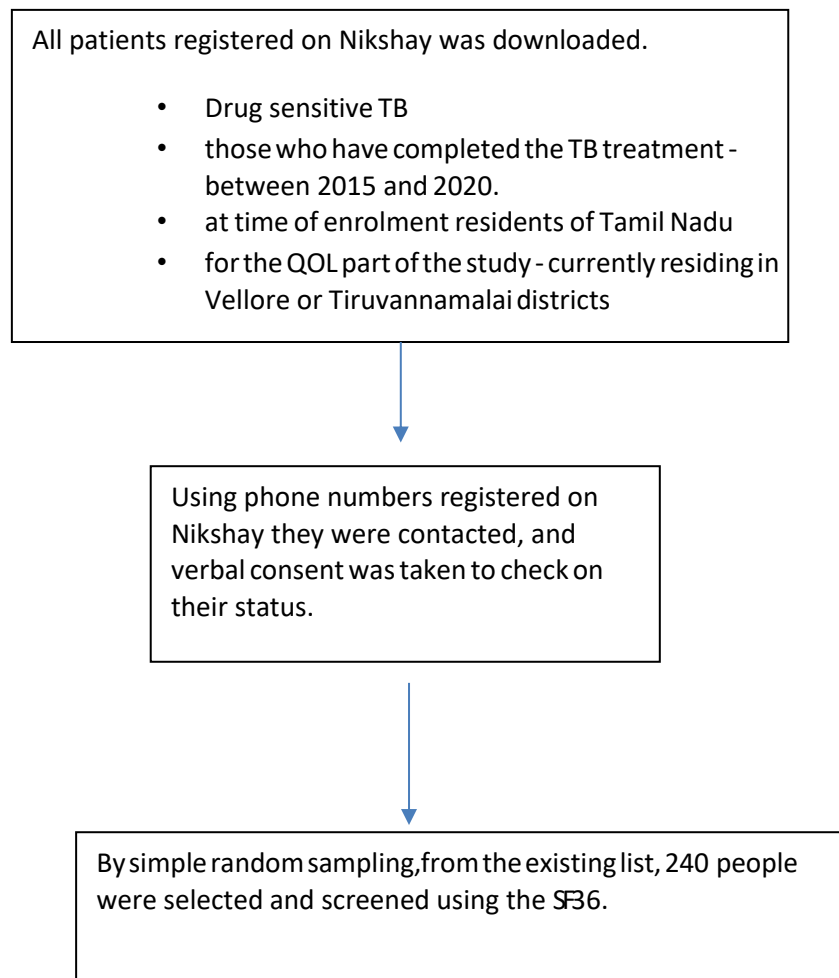 All patients registered on Nikshay was downloaded.
• Drug sensitive TB
• those who have completed the TB treatment -
between 2015 and 2020.
• at time of enrolment residents of Tamil Nadu
• for the QOL part of the study - currently residing in
Vellore or Tiruvannamalai districts
Using phone numbers registered on
Nikshay they were contacted, and
verbal consent was taken to check on
their status.
By simple random sampling, from the existing list, 240 people
were selected and screened using the SF36.